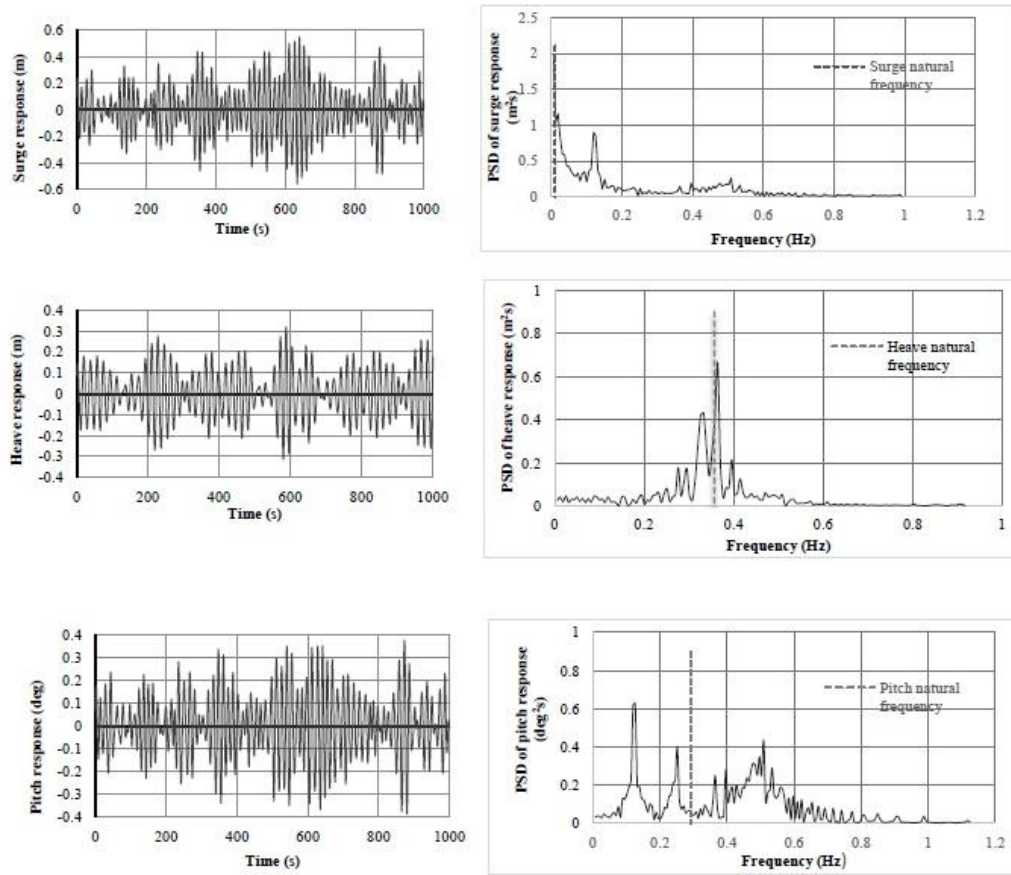 Surge response (m)
0.6
0.4
0.2
0
-0.2
-0.4
-0.6
0 200 400 600 800 1000
Time (s)
PSD of surge response
(m²s)
2.5
2
1.5
1
0.5
0
0 0.2 0.4 0.6 0.8 1 1.2
Frequency (Hz)
Surge natural
frequency
Heave response (m)
0.4
0.3
0.2
0.1
0
-0.1
-0.2
-0.3
-0.4
0 200 400 600 800 1000
Time (s)
PSD of heave response (m²s)
1
0.8
0.6
0.4
0.2
0
0 0.2 0.4 0.6 0.8 1
Frequency (Hz)
Heave natural
frequency
Pitch response (deg)
0.4
0.3
0.2
0.1
0
-0.1
-0.2
-0.3
-0.4
0 200 400 600 800 1000
Time (s)
PSD of pitch response
(deg²s)
1
0.8
0.6
0.4
0.2
0
0 0.2 0.4 0.6 0.8 1 1.2
Frequency (Hz)
Pitch natural
frequency